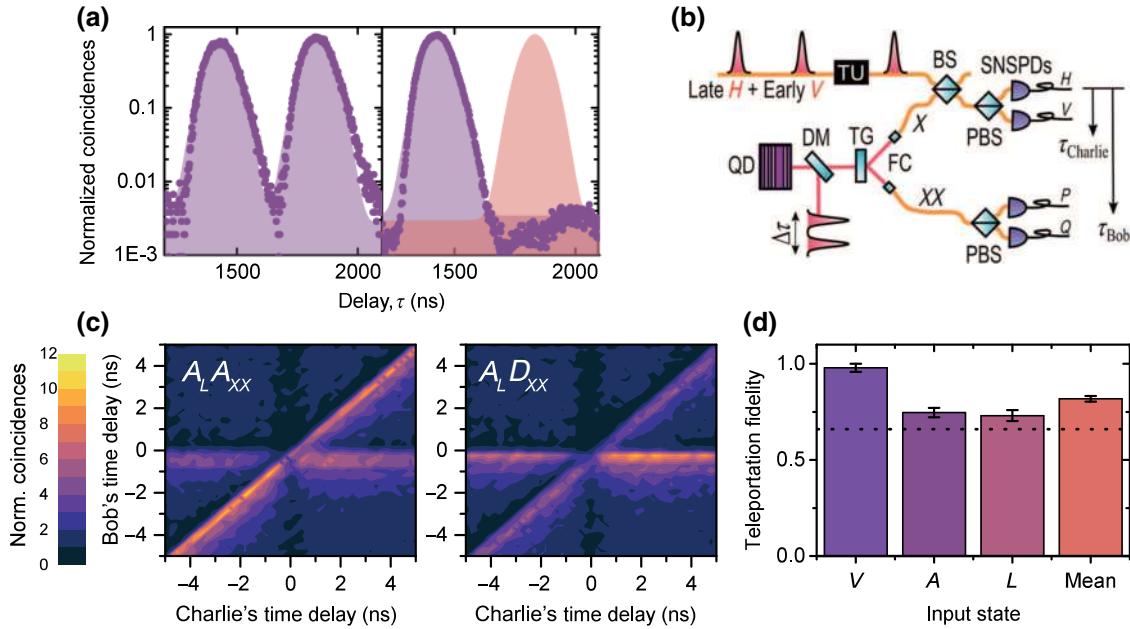 (a)
Normalized coincidences
1
0.1
0.01
1E-3
1500
2000
1500
2000
Delay, τ (ns)
(b)
Late H + Early V
TU
BS
SNSPDs
H
V
PBS
τCharlie
X
DM
TG
FC
QD
XX
Δτ
P
Q
PBS
τBob
(c)
Norm. coincidences
12
10
8
6
4
2
0
Bob's time delay (ns)
4
2
0
−2
−4
A_L A_XX
−4 −2 0 2 4
Charlie's time delay (ns)
4
2
0
−2
−4
A_L D_XX
−4 −2 0 2 4
Charlie's time delay (ns)
(d)
Teleportation fidelity
1.0
0.5
0.0
V A L Mean
Input state